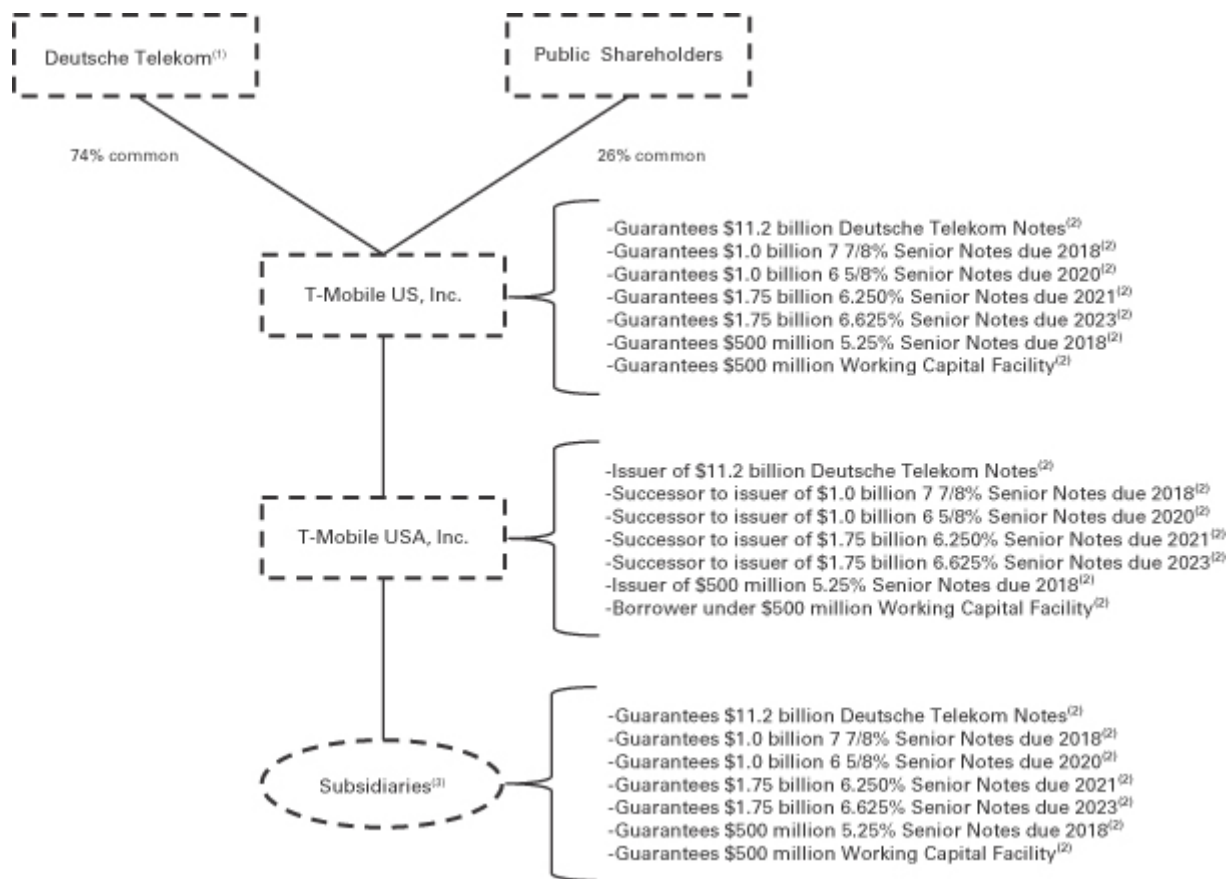 Deutsche Telekom(1)
Public Shareholders
74% common
26% common
T-Mobile US, Inc.
-Guarantees $11.2 billion Deutsche Telekom Notes(2)
-Guarantees $1.0 billion 7 7/8% Senior Notes due 2018(2)
-Guarantees $1.0 billion 6 5/8% Senior Notes due 2020(2)
-Guarantees $1.75 billion 6.250% Senior Notes due 2021(2)
-Guarantees $1.75 billion 6.625% Senior Notes due 2023(2)
-Guarantees $500 million 5.25% Senior Notes due 2018(2)
-Guarantees $500 million Working Capital Facility(2)
T-Mobile USA, Inc.
-Issuer of $11.2 billion Deutsche Telekom Notes(2)
-Successor to issuer of $1.0 billion 7 7/8% Senior Notes due 2018(2)
-Successor to issuer of $1.0 billion 6 5/8% Senior Notes due 2020(2)
-Successor to issuer of $1.75 billion 6.250% Senior Notes due 2021(2)
-Successor to issuer of $1.75 billion 6.625% Senior Notes due 2023(2)
-Issuer of $500 million 5.25% Senior Notes due 2018(2)
-Borrower under $500 million Working Capital Facility(2)
Subsidiaries(3)
-Guarantees $11.2 billion Deutsche Telekom Notes(2)
-Guarantees $1.0 billion 7 7/8% Senior Notes due 2018(2)
-Guarantees $1.0 billion 6 5/8% Senior Notes due 2020(2)
-Guarantees $1.75 billion 6.250% Senior Notes due 2021(2)
-Guarantees $1.75 billion 6.625% Senior Notes due 2023(2)
-Guarantees $500 million 5.25% Senior Notes due 2018(2)
-Guarantees $500 million Working Capital Facility(2)